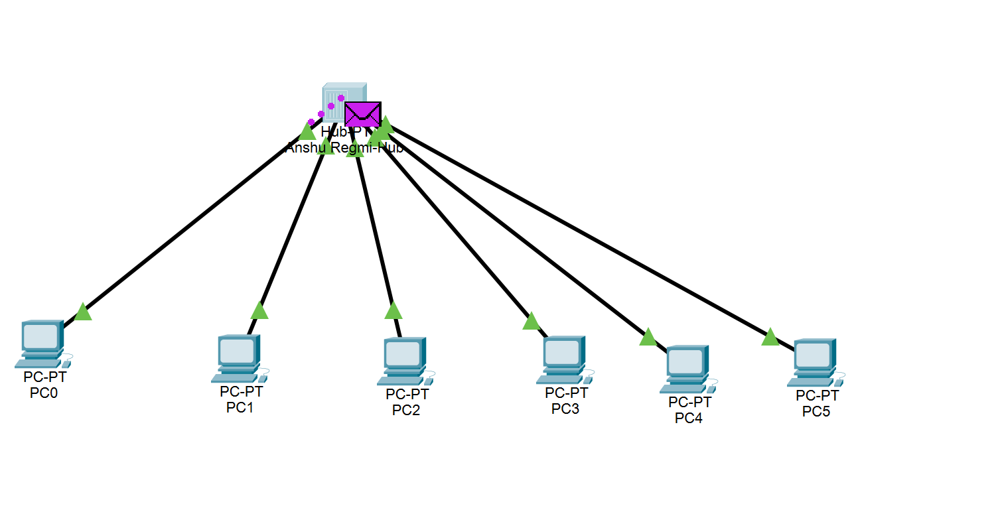 Hub-PT
Anshu Regmi-Hub
PC-PT
PC0
PC-PT
PC1
PC-PT
PC2
PC-PT
PC3
PC-PT
PC4
PC-PT
PC5